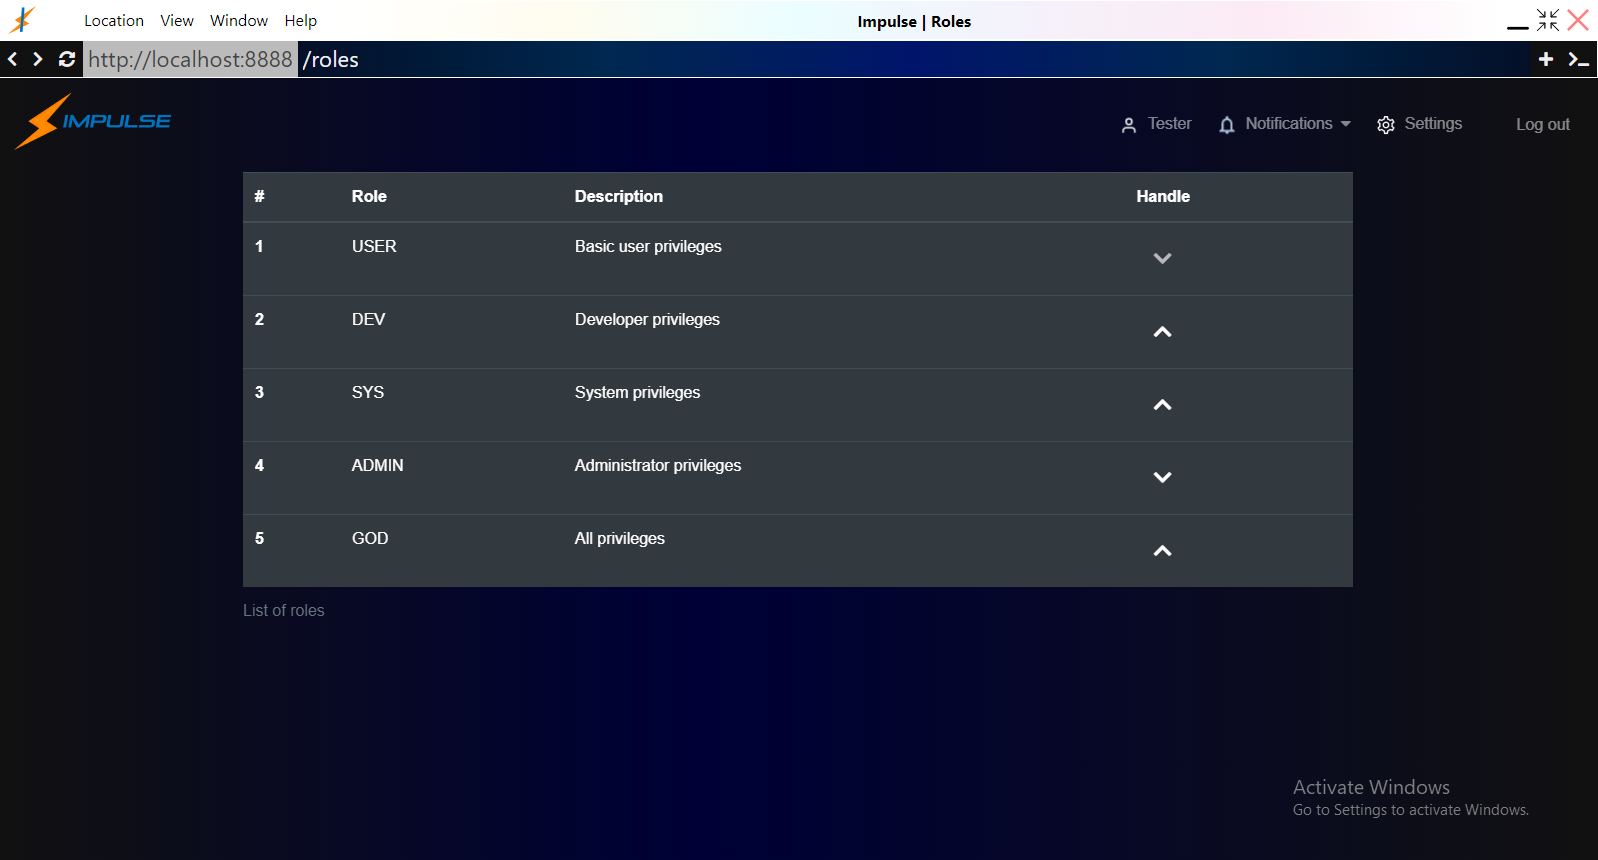 Location View Window Help
Impulse | Roles
http://localhost:8888 /roles
IMPULSE
Tester Notifications Settings Log out
# Role Description Handle
1 USER Basic user privileges
2 DEV Developer privileges
3 SYS System privileges
4 ADMIN Administrator privileges
5 GOD All privileges
List of roles
Activate Windows
Go to Settings to activate Windows.